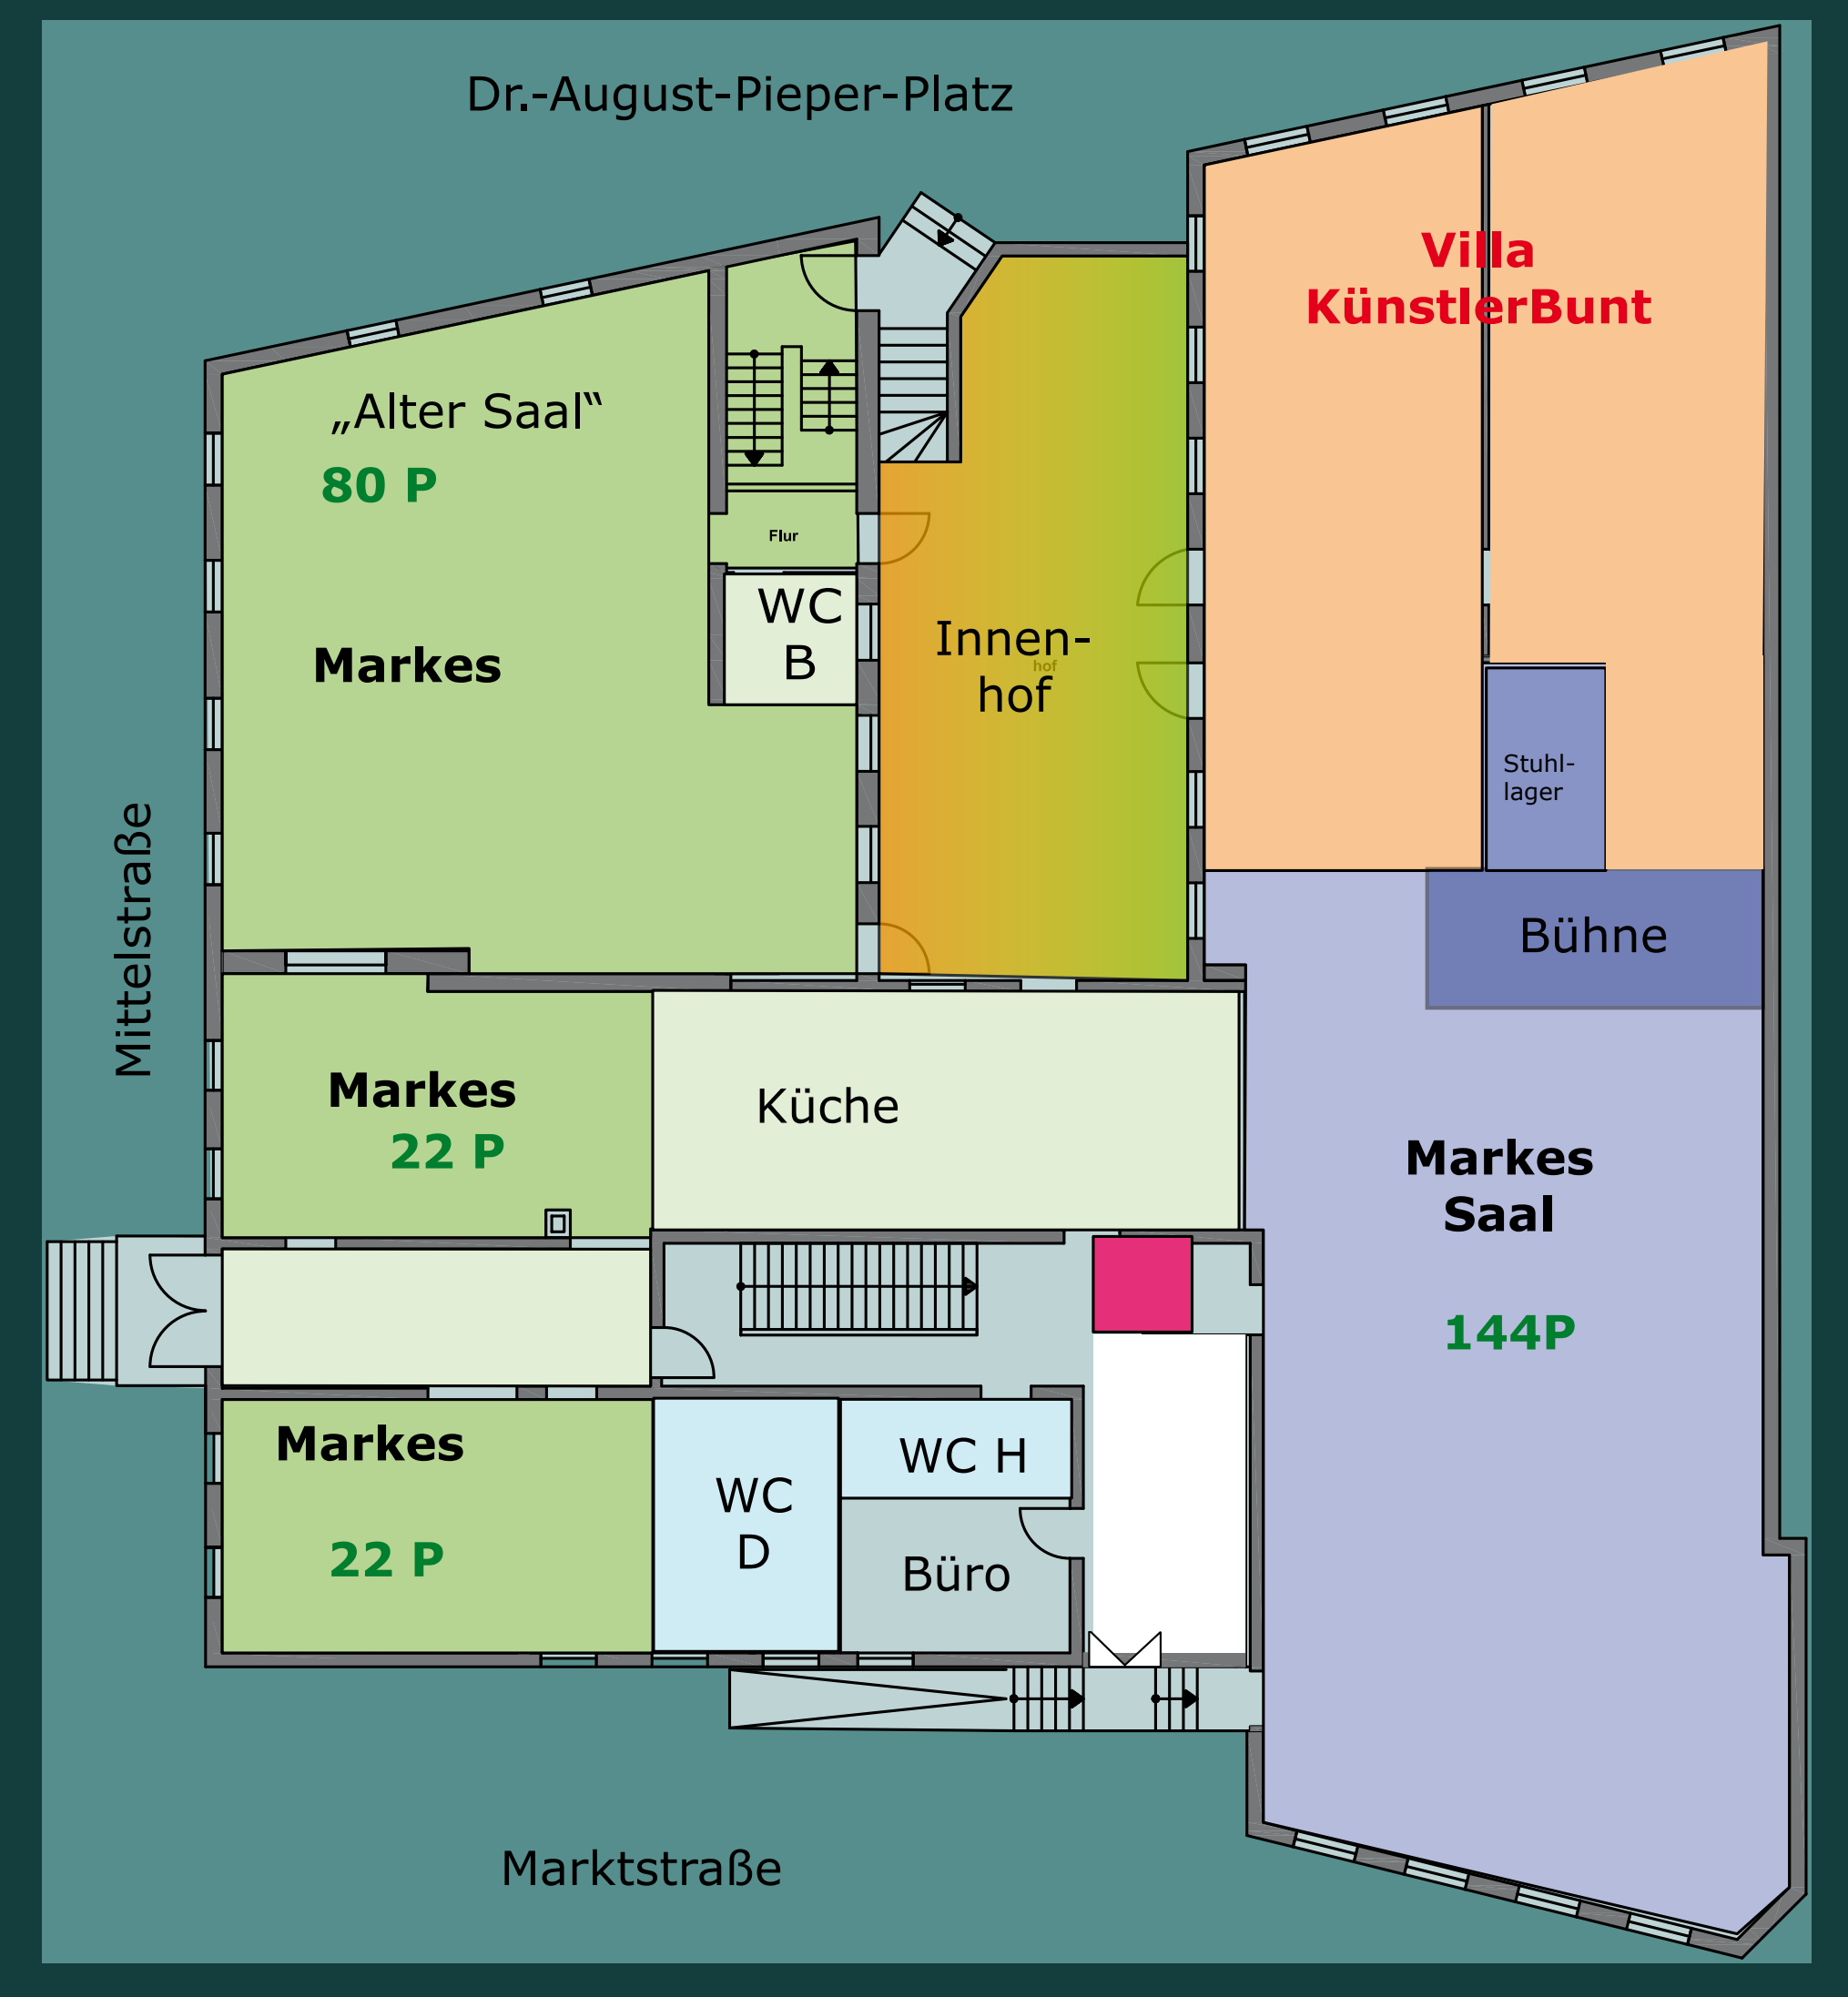 Dr.-August-Pieper-Platz
Villa
KünstlerBunt
„Alter Saal“
80 P
Flur
WC
B
Markes
Innen-
hof
hof
Stuhl-
lager
Mittelstraße
Bühne
Markes
22 P
Küche
Markes
Saal
144P
Markes
22 P
WC
D
WC H
Büro
Marktstraße